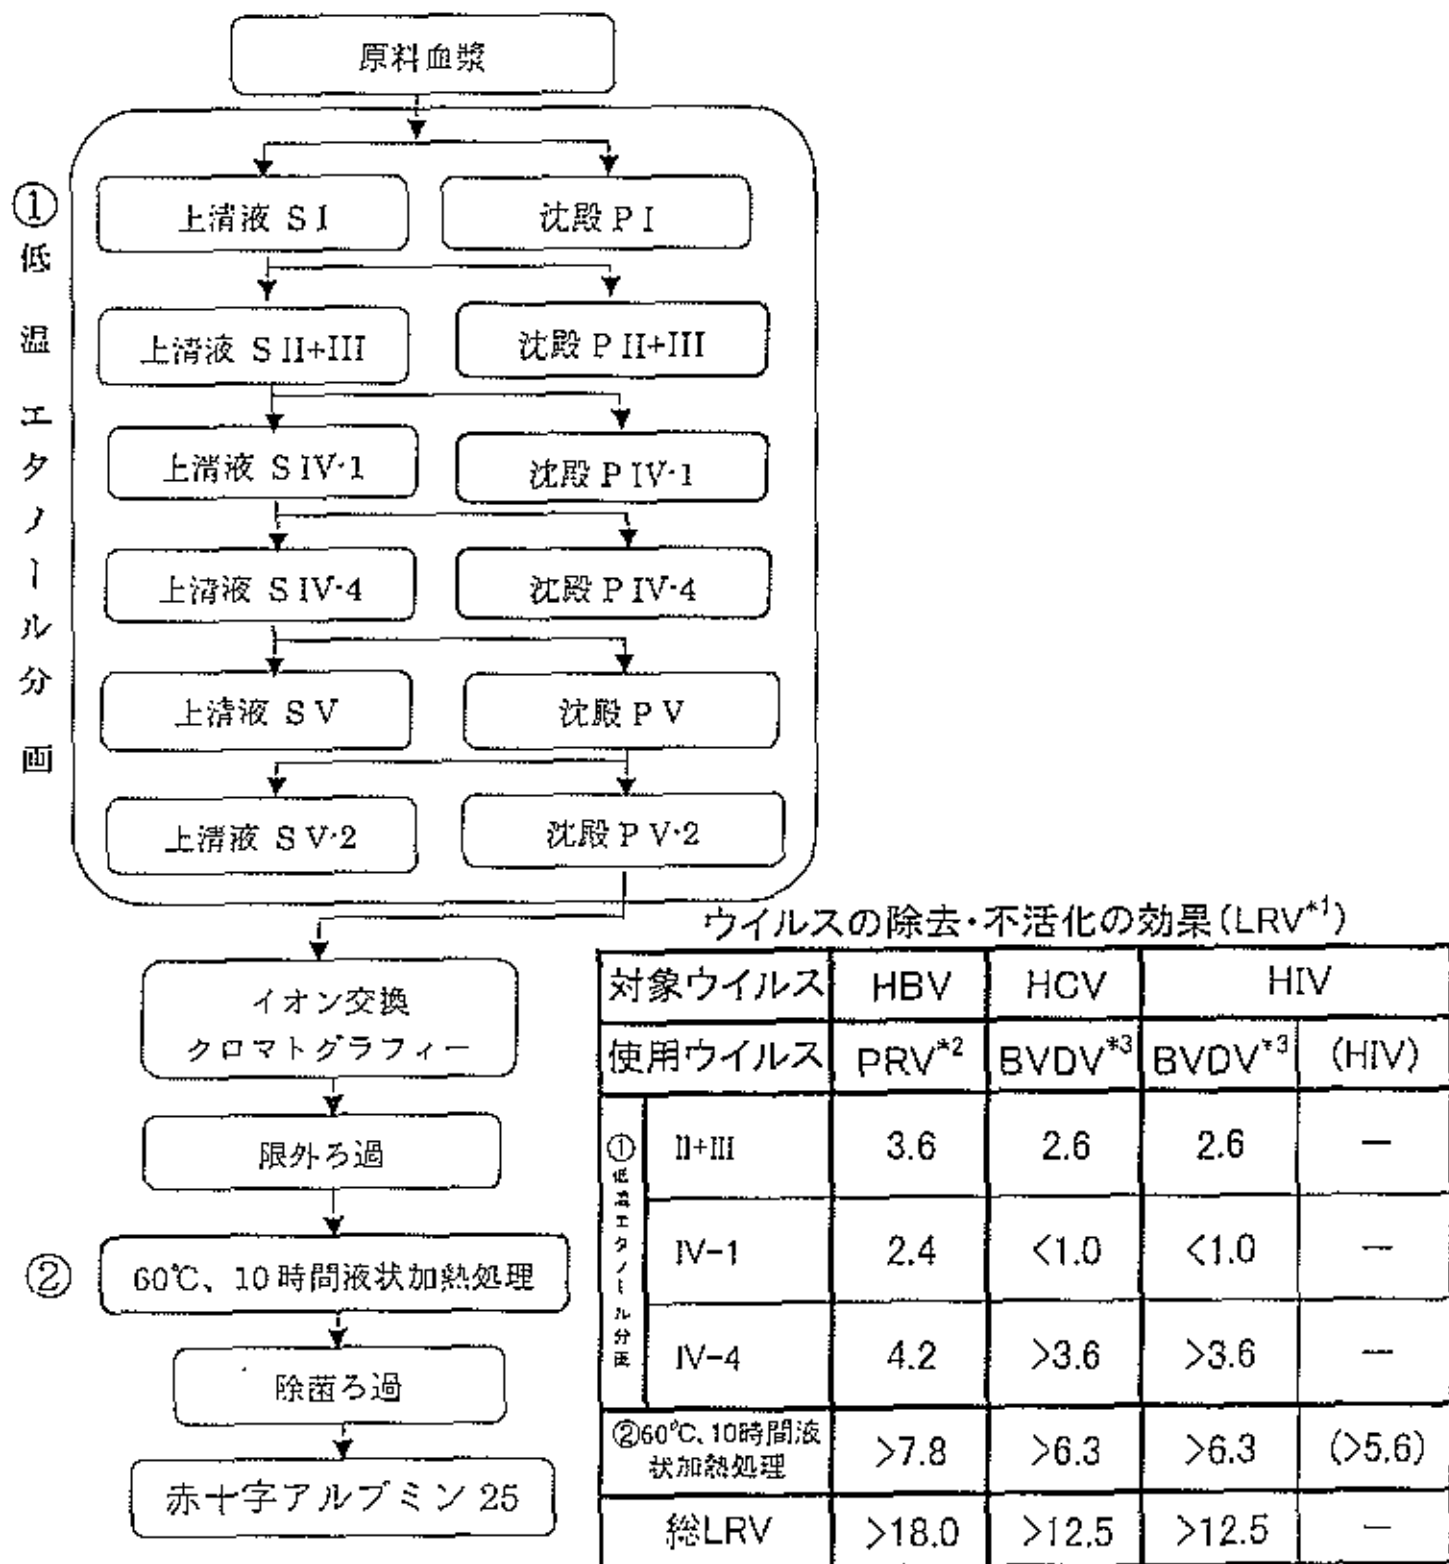 原料血漿
①低温エタノール分画
上清液 S I
沈殿 P I
上清液 S II+III
沈殿 P II+III
上清液 S IV-1
沈殿 P IV-1
上清液 S IV-4
沈殿 P IV-4
上清液 S V
沈殿 P V
上清液 S V-2
沈殿 P V-2
イオン交換
クロマトグラフィー
限外ろ過
② 60℃、10時間液状加熱処理
除菌ろ過
赤十字アルブミン 25
ウイルスの除去・不活化の効果(LRV*1)
対象ウイルス HBV HCV HIV
使用ウイルス PRV*2 BVDV*3 BVDV*3 (HIV)
①低温エタノール分画
II+III 3.6 2.6 2.6 —
IV-1 2.4 <1.0 <1.0 —
IV-4 4.2 >3.6 >3.6 —
②60℃、10時間液
状加熱処理 >7.8 >6.3 >6.3 (>5.6)
総LRV >18.0 >12.5 >12.5 —